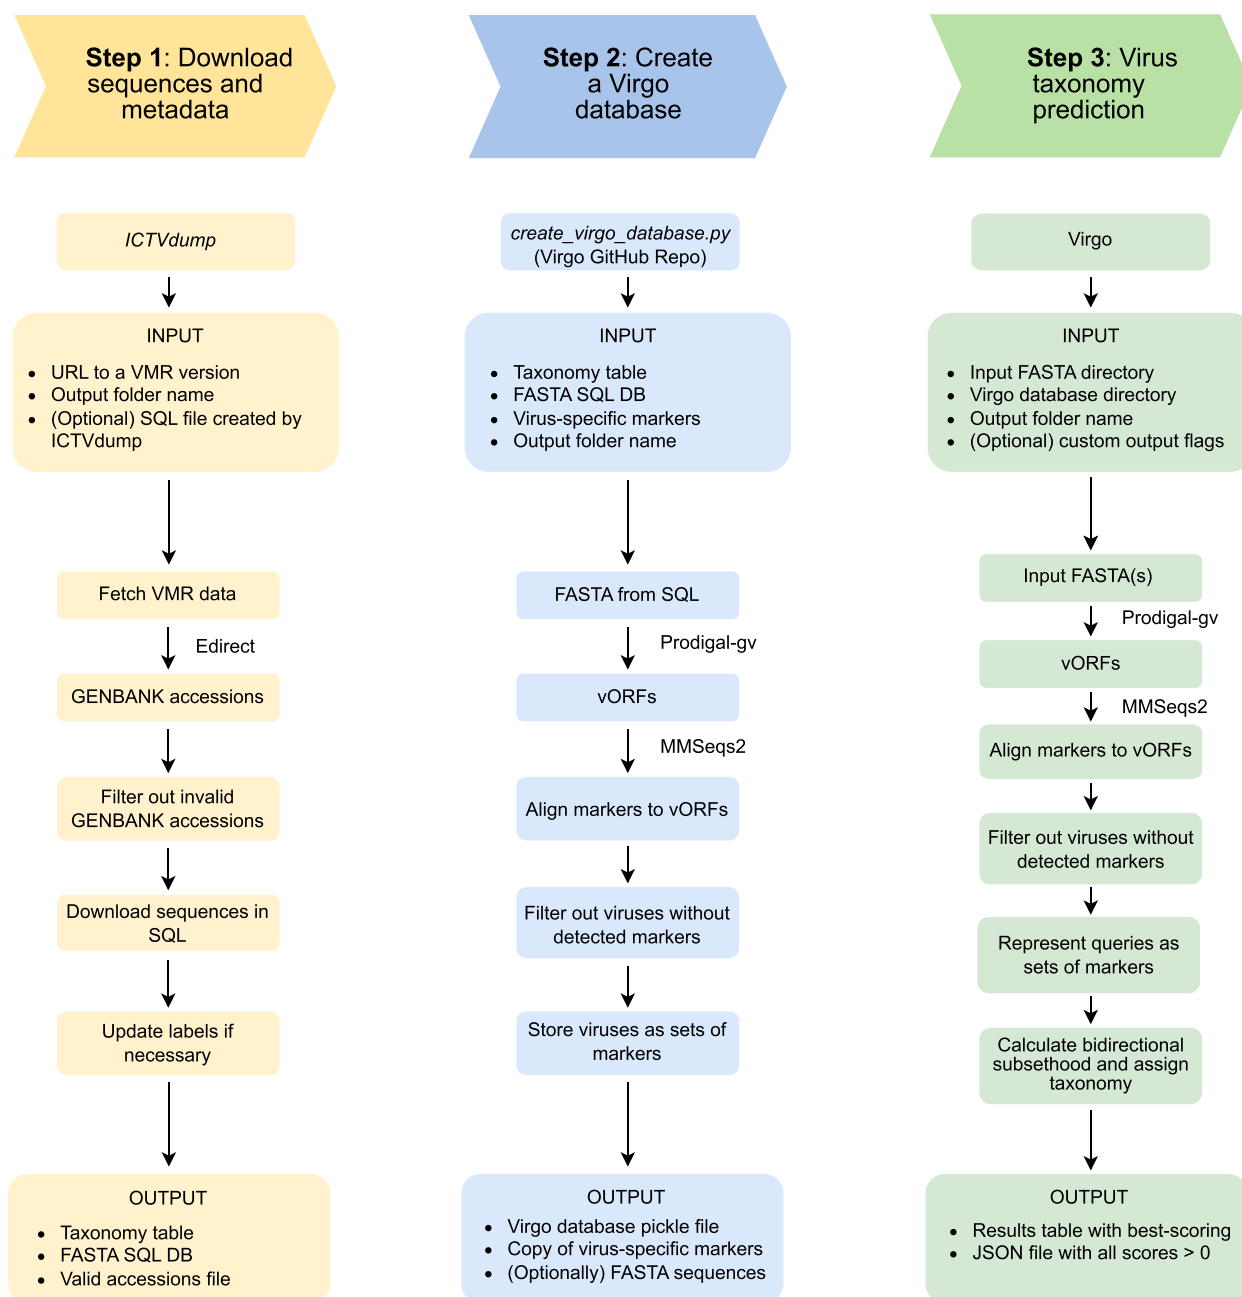 Step 1: Download
sequences and
metadata
ICTVdump
INPUT
• URL to a VMR version
• Output folder name
• (Optional) SQL file created by
ICTVdump
Fetch VMR data
Edirect
GENBANK accessions
Filter out invalid
GENBANK accessions
Download sequences in
SQL
Update labels if
necessary
OUTPUT
• Taxonomy table
• FASTA SQL DB
• Valid accessions file
Step 2: Create
a Virgo
database
create_virgo_database.py
(Virgo GitHub Repo)
INPUT
• Taxonomy table
• FASTA SQL DB
• Virus-specific markers
• Output folder name
FASTA from SQL
Prodigal-gv
vORFs
MMSeqs2
Align markers to vORFs
Filter out viruses without
detected markers
Store viruses as sets of
markers
OUTPUT
• Virgo database pickle file
• Copy of virus-specific markers
• (Optionally) FASTA sequences
Step 3: Virus
taxonomy
prediction
Virgo
INPUT
• Input FASTA directory
• Virgo database directory
• Output folder name
• (Optional) custom output flags
Input FASTA(s)
Prodigal-gv
vORFs
MMSeqs2
Align markers to vORFs
Filter out viruses without
detected markers
Represent queries as
sets of markers
Calculate bidirectional
subsethood and assign
taxonomy
OUTPUT
• Results table with best-scoring
• JSON file with all scores > 0